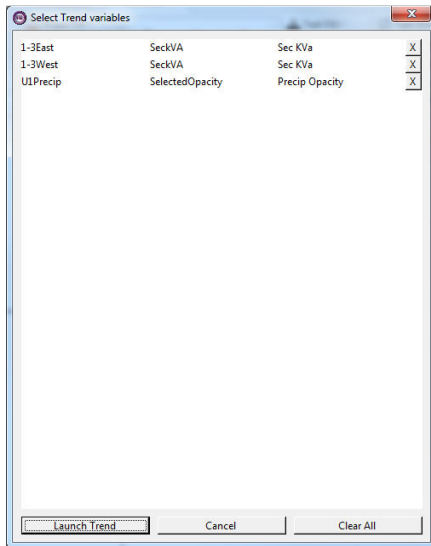 Select Trend variables
1-3East SeckVA Sec KVa X
1-3West SeckVA Sec KVa X
U1Precip SelectedOpacity Precip Opacity X
Launch Trend Cancel Clear All